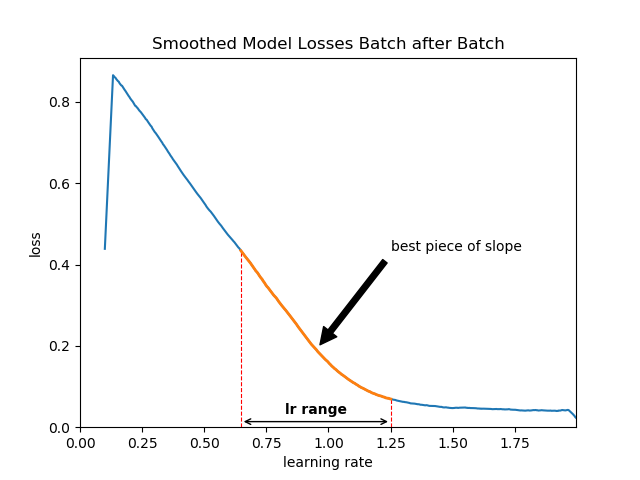 Smoothed Model Losses Batch after Batch
0.8
0.6
0.4
0.2
0.0
loss
best piece of slope
lr range
0.00 0.25 0.50 0.75 1.00 1.25 1.50 1.75
learning rate